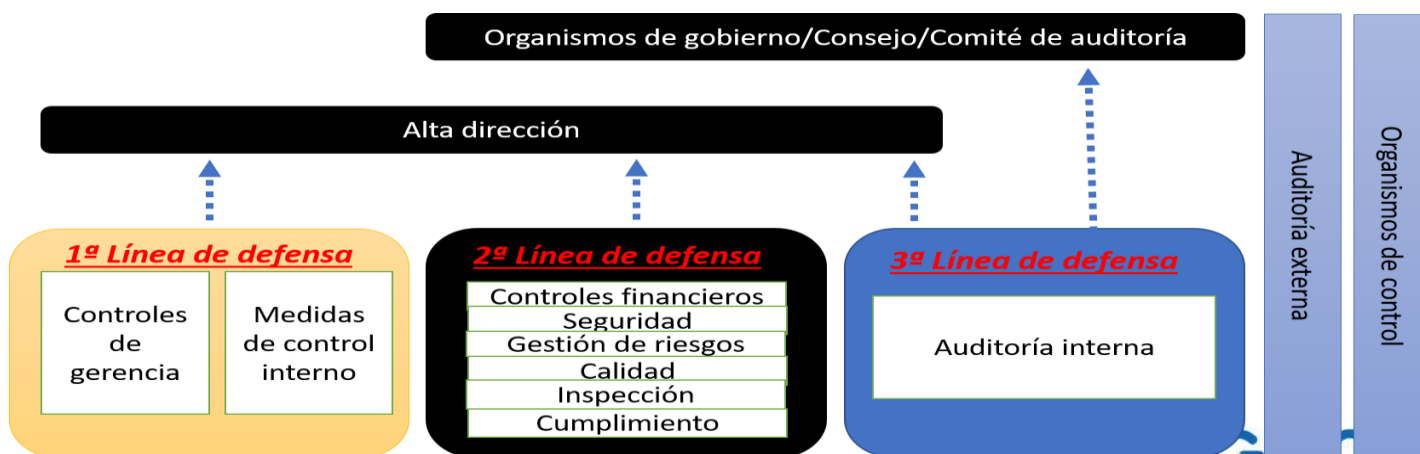 Organismos de gobierno/Consejo/Comité de auditoría
Alta dirección
1ª Línea de defensa
Controles
de
gerencia
Medidas
de control
interno
2ª Línea de defensa
Controles financieros
Seguridad
Gestión de riesgos
Calidad
Inspección
Cumplimiento
3ª Línea de defensa
Auditoría interna
Auditoría externa
Organismos de control